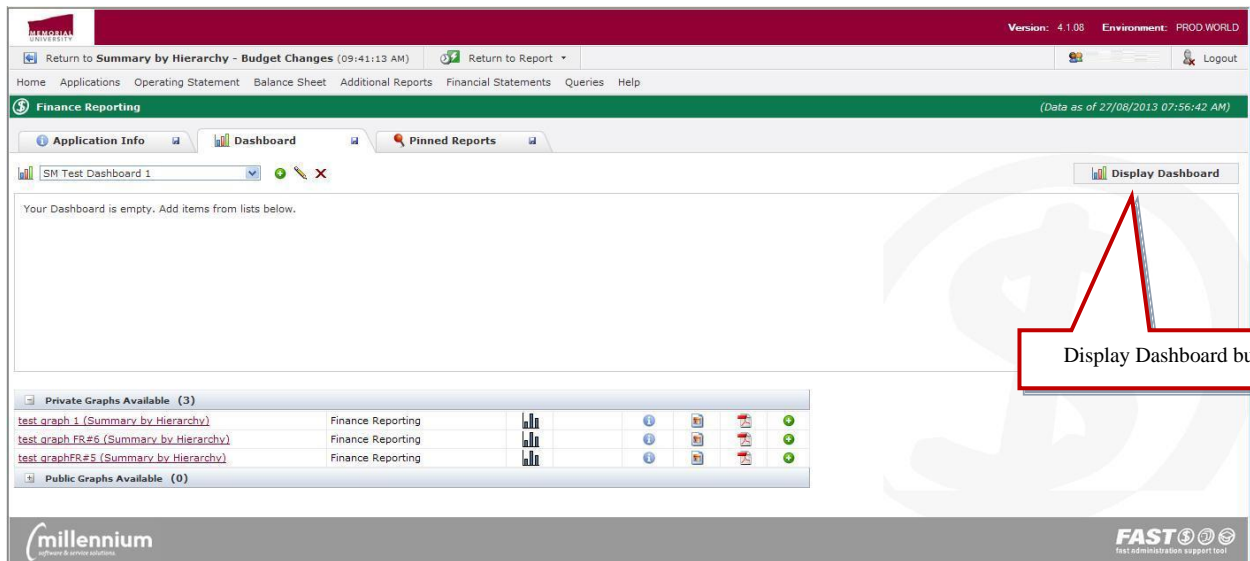 MEMORIAL
UNIVERSITY
Version: 4.1.08 Environment: PROD.WORLD
Return to Summary by Hierarchy - Budget Changes (09:41:13 AM) Return to Report Logout
Home Applications Operating Statement Balance Sheet Additional Reports Financial Statements Queries Help
Finance Reporting (Data as of 27/08/2013 07:56:42 AM)
Application Info Dashboard Pinned Reports
SM Test Dashboard 1 Display Dashboard
Your Dashboard is empty. Add items from lists below.
Display Dashboard bu
Private Graphs Available (3)
test graph 1 (Summary by Hierarchy) Finance Reporting
test graph FR#6 (Summary by Hierarchy) Finance Reporting
test graphFR#5 (Summary by Hierarchy) Finance Reporting
Public Graphs Available (0)
millennium
software & service solutions
FAST
fast administration support tool